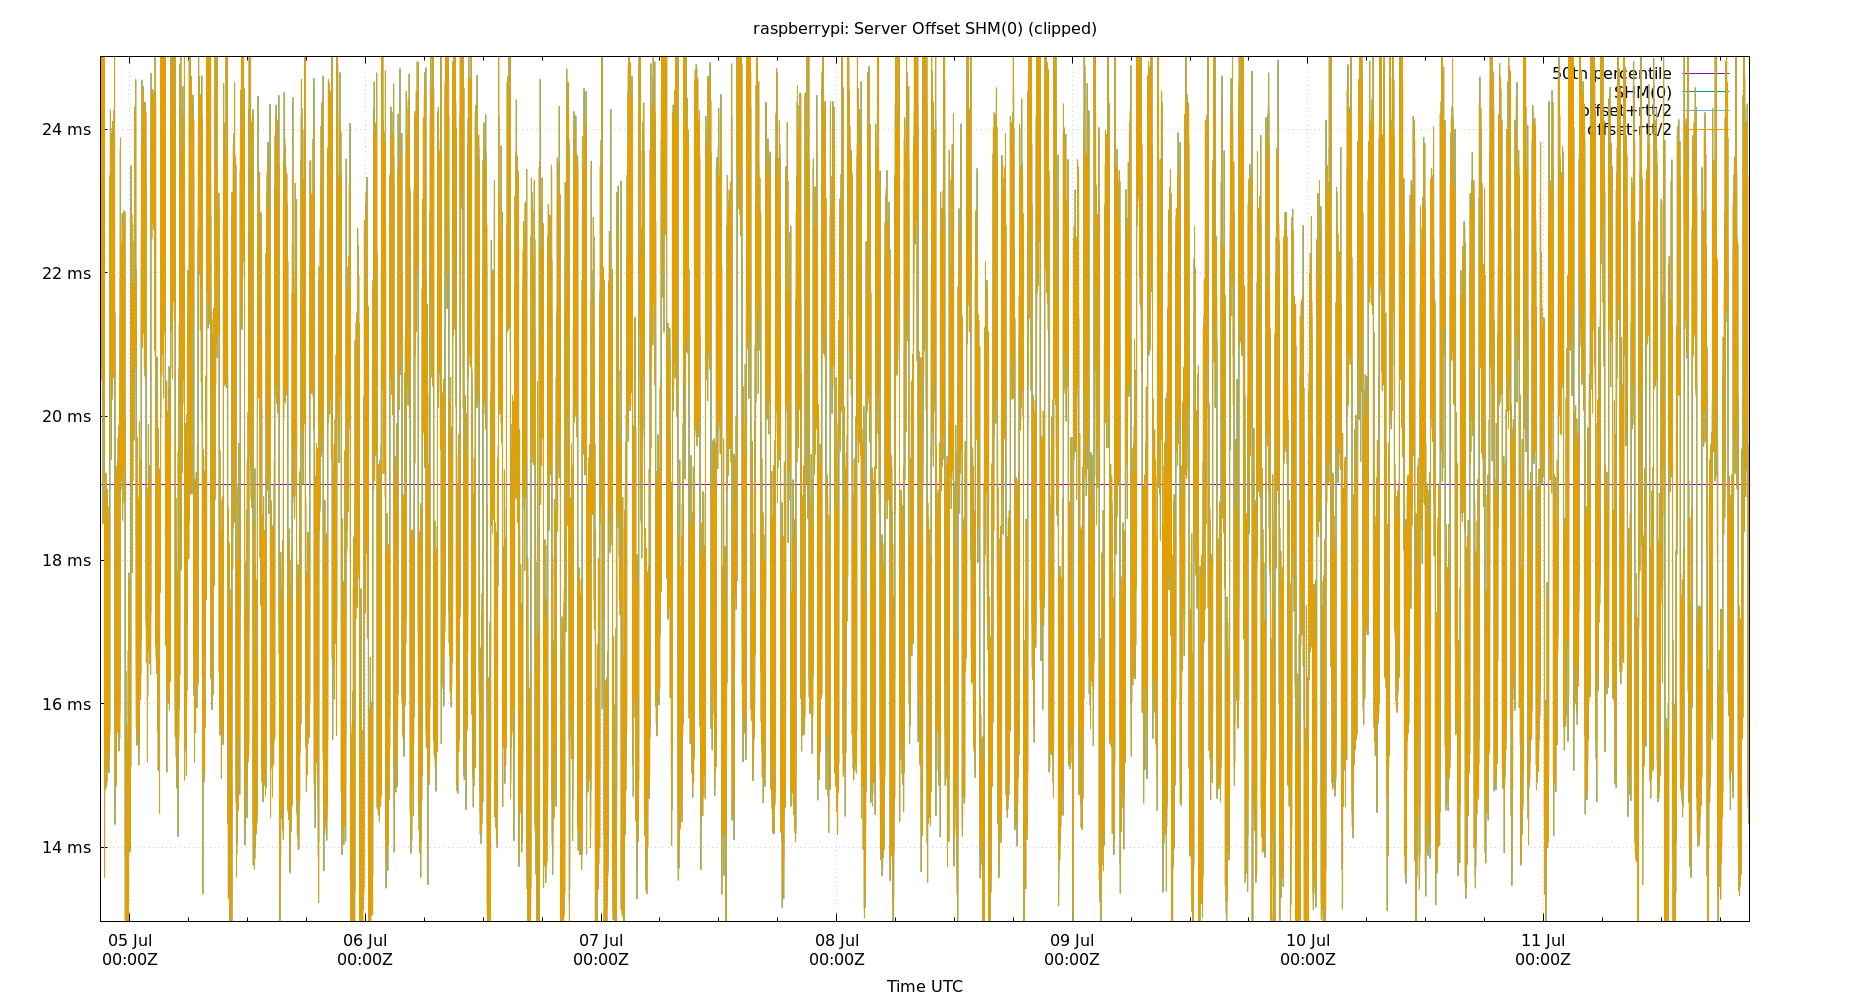 raspberrypi: Server Offset SHM(0) (clipped)
50th percentile
SHM(0)
offset+rtt/2
offset-rtt/2
24 ms
22 ms
20 ms
18 ms
16 ms
14 ms
05 Jul 06 Jul 07 Jul 08 Jul 09 Jul 10 Jul 11 Jul
00:00Z 00:00Z 00:00Z 00:00Z 00:00Z 00:00Z 00:00Z
Time UTC